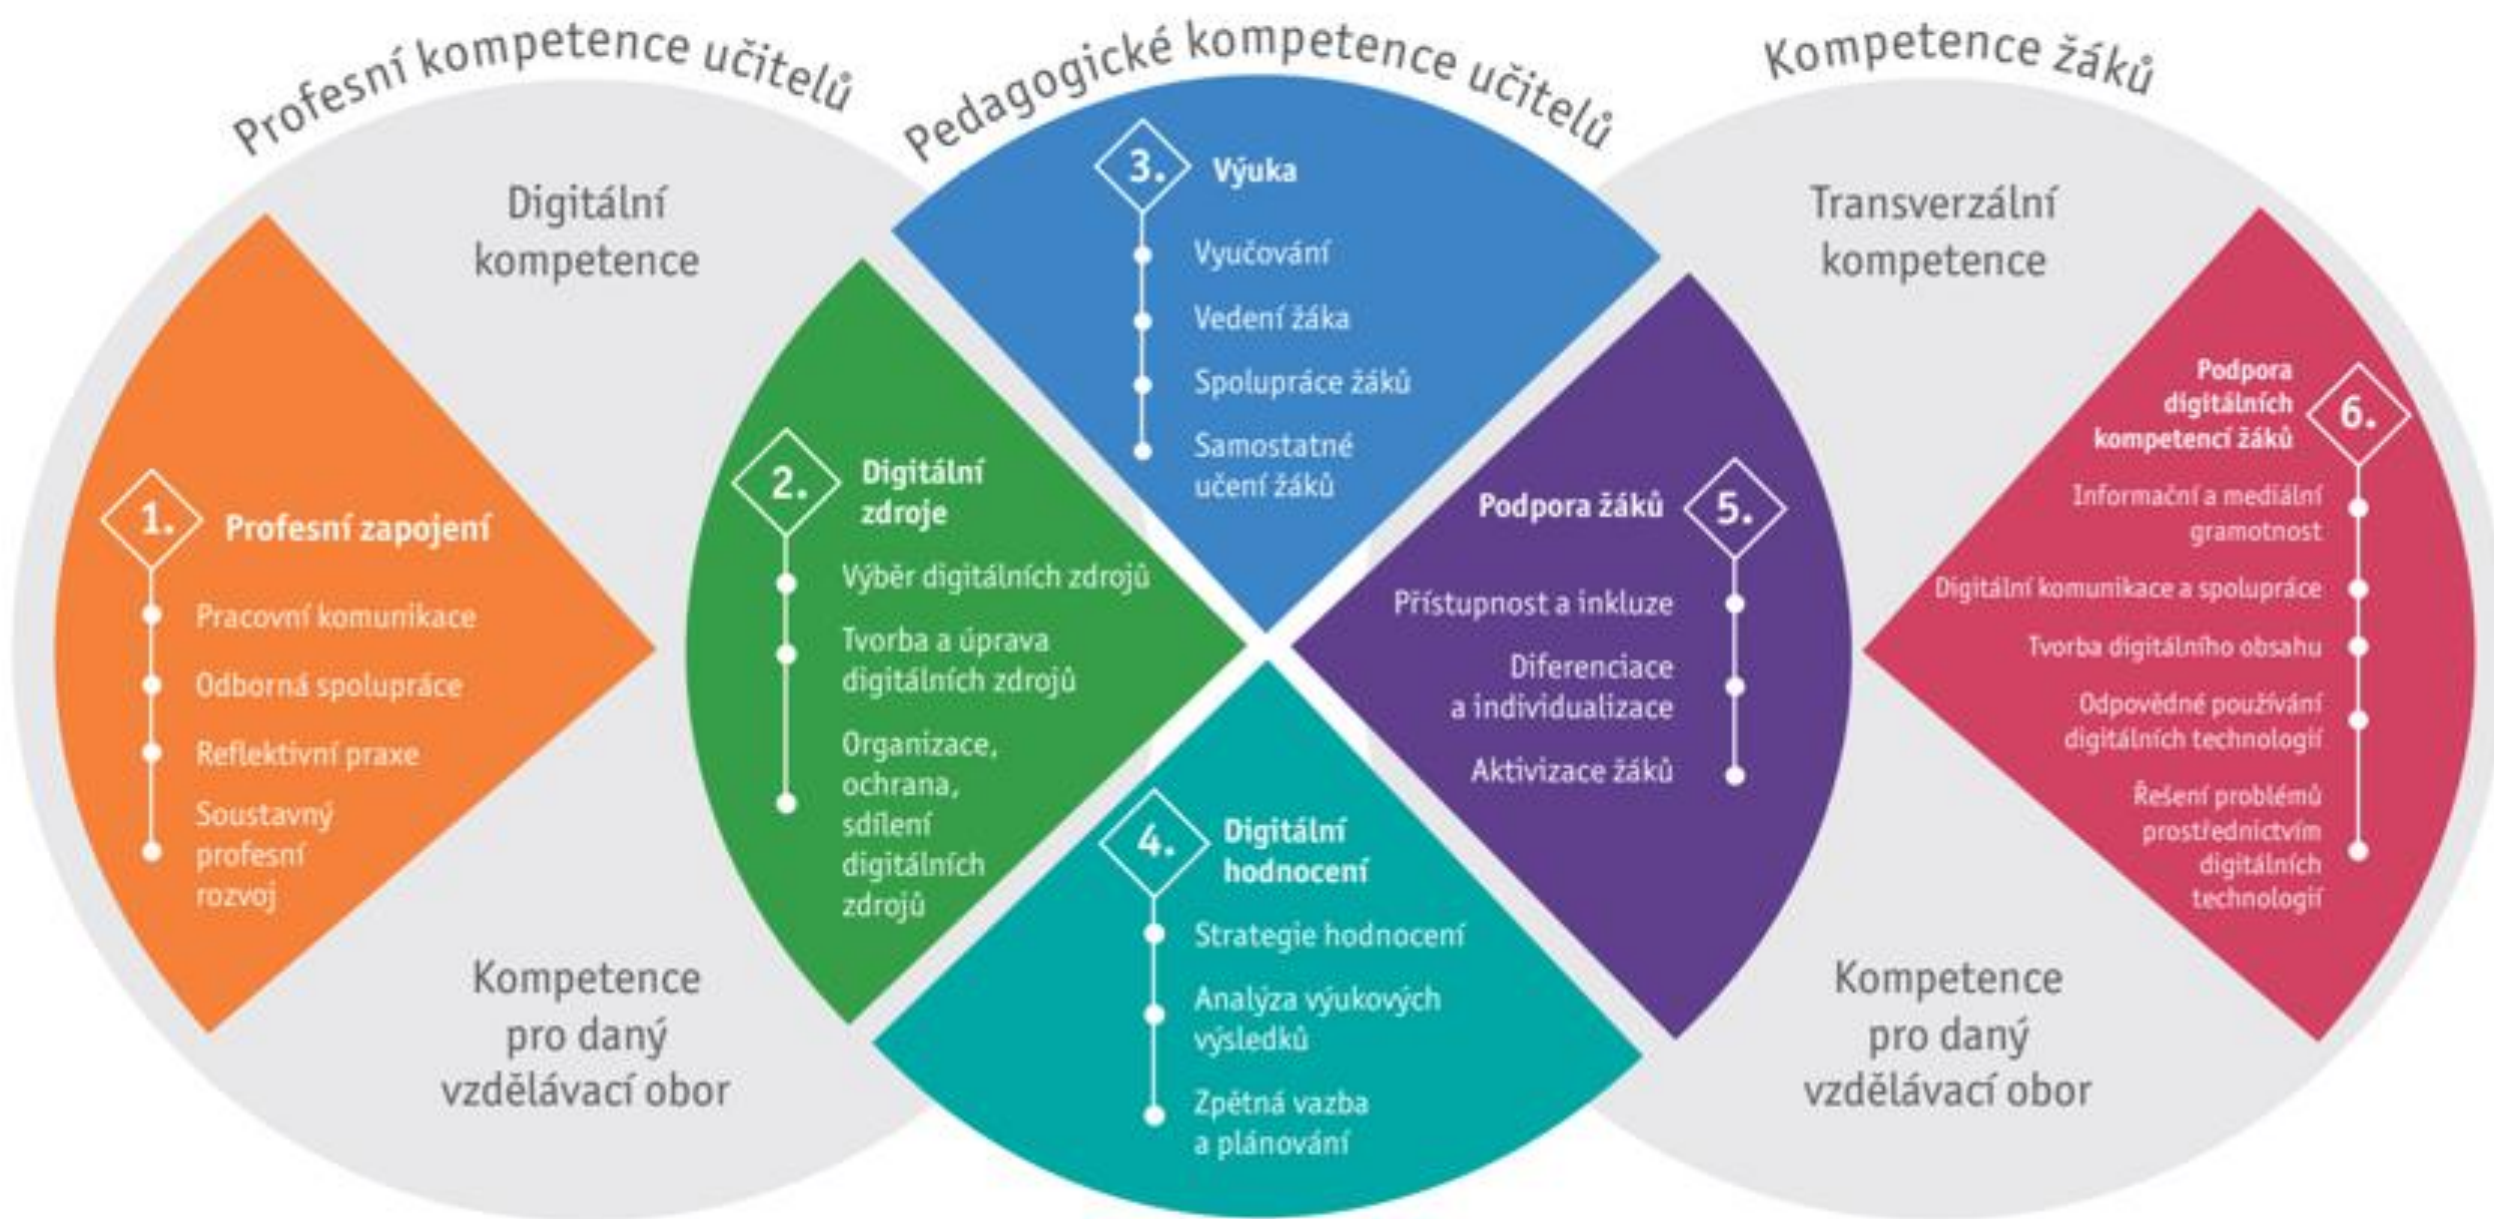 Profesní kompetence učitelů
Pedagogické kompetence učitelů
Kompetence žáků
Digitální
kompetence
1.
Profesní zapojení
Pracovní komunikace
Odborná spolupráce
Reflektivní praxe
Soustavný
profesní
rozvoj
Kompetence
pro daný
vzdělávací obor
2.
Digitální
zdroje
Výběr digitálních zdrojů
Tvorba a úprava
digitálních zdrojů
Organizace,
ochrana,
sdílení
digitálních
zdrojů
3.
Výuka
Vyučování
Vedení žáka
Spolupráce žáků
Samostatné
učení žáků
4.
Digitální
hodnocení
Strategie hodnocení
Analýza výukových
výsledků
Zpětná vazba
a plánování
Podpora žáků
5.
Přístupnost a inkluze
Diferenciace
a individualizace
Aktivizace žáků
Transverzální
kompetence
Podpora
digitálních
kompetencí žáků
6.
Informační a mediální
gramotnost
Digitální komunikace a spolupráce
Tvorba digitálního obsahu
Odpovědné používání
digitálních technologií
Řešení problémů
prostřednictvím
digitálních
technologií
Kompetence
pro daný
vzdělávací obor